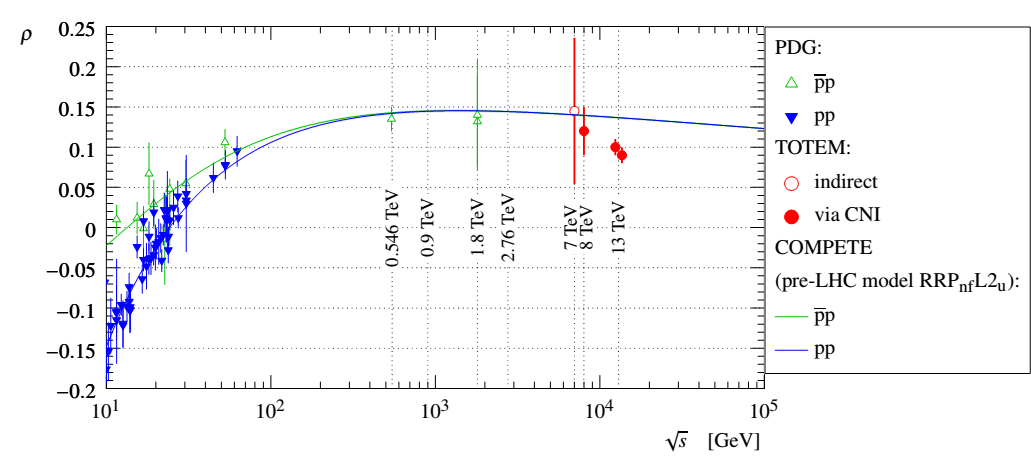 ρ
0.25
0.2
0.15
0.1
0.05
0
−0.05
−0.1
−0.15
−0.2
0.546 TeV
0.9 TeV
1.8 TeV
2.76 TeV
7 TeV
8 TeV
13 TeV
10¹ 10² 10³ 10⁴ 10⁵
√s [GeV]
PDG:
p̅p
pp
TOTEM:
indirect
via CNI
COMPETE
(pre-LHC model RRPₙfL2ᵤ):
p̅p
pp